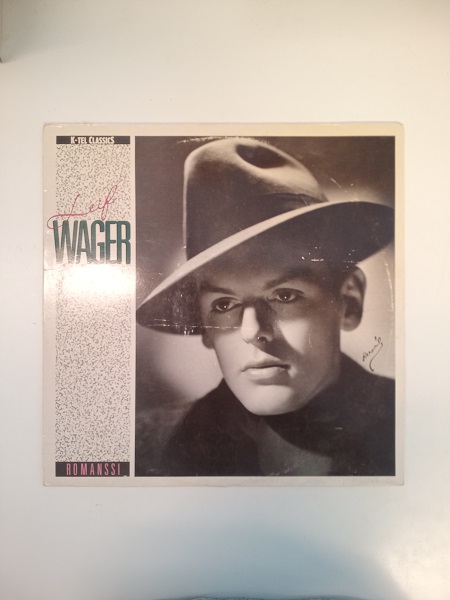 K-TEL CLASSICS
Leif
WAGER
ROMANSSI